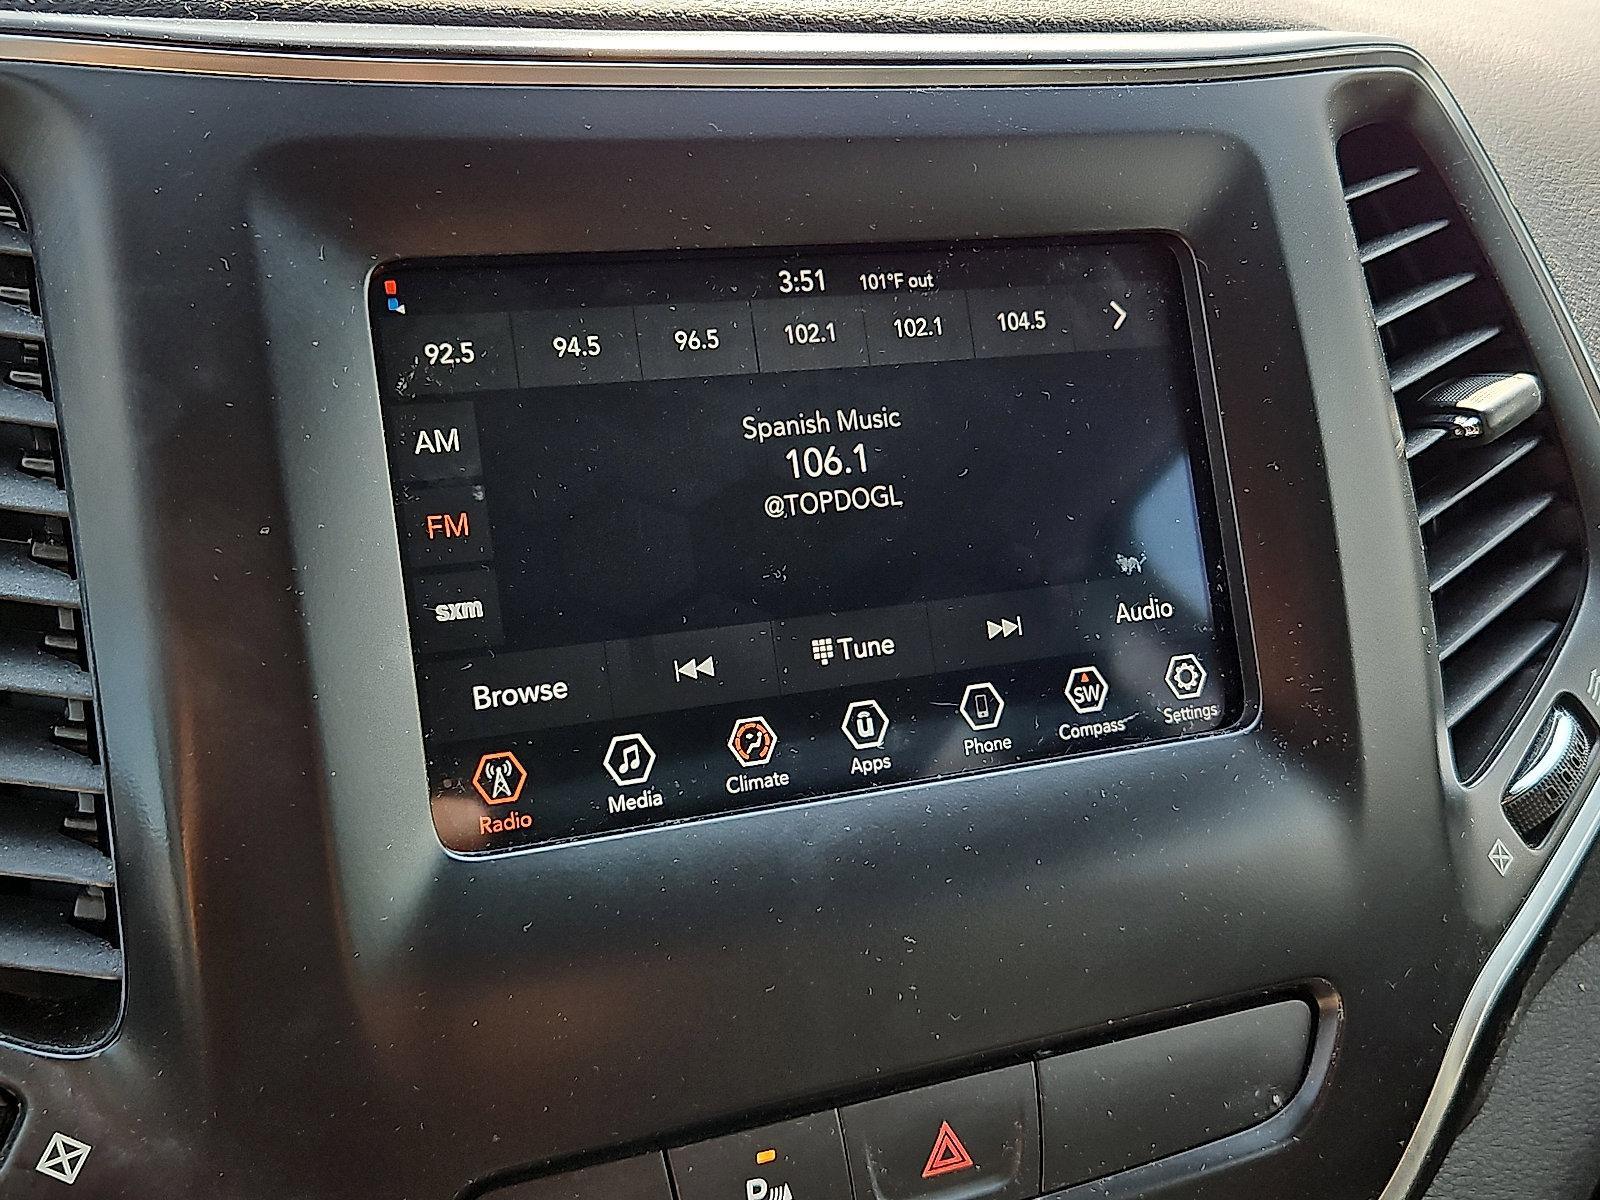 3:51 101°F out
92.5 94.5 96.5 102.1 102.1 104.5
AM
Spanish Music
106.1
@TOPDOGL
FM
sxm
Browse Tune Audio
SW
Radio Media Climate Apps Phone Compass Settings
P